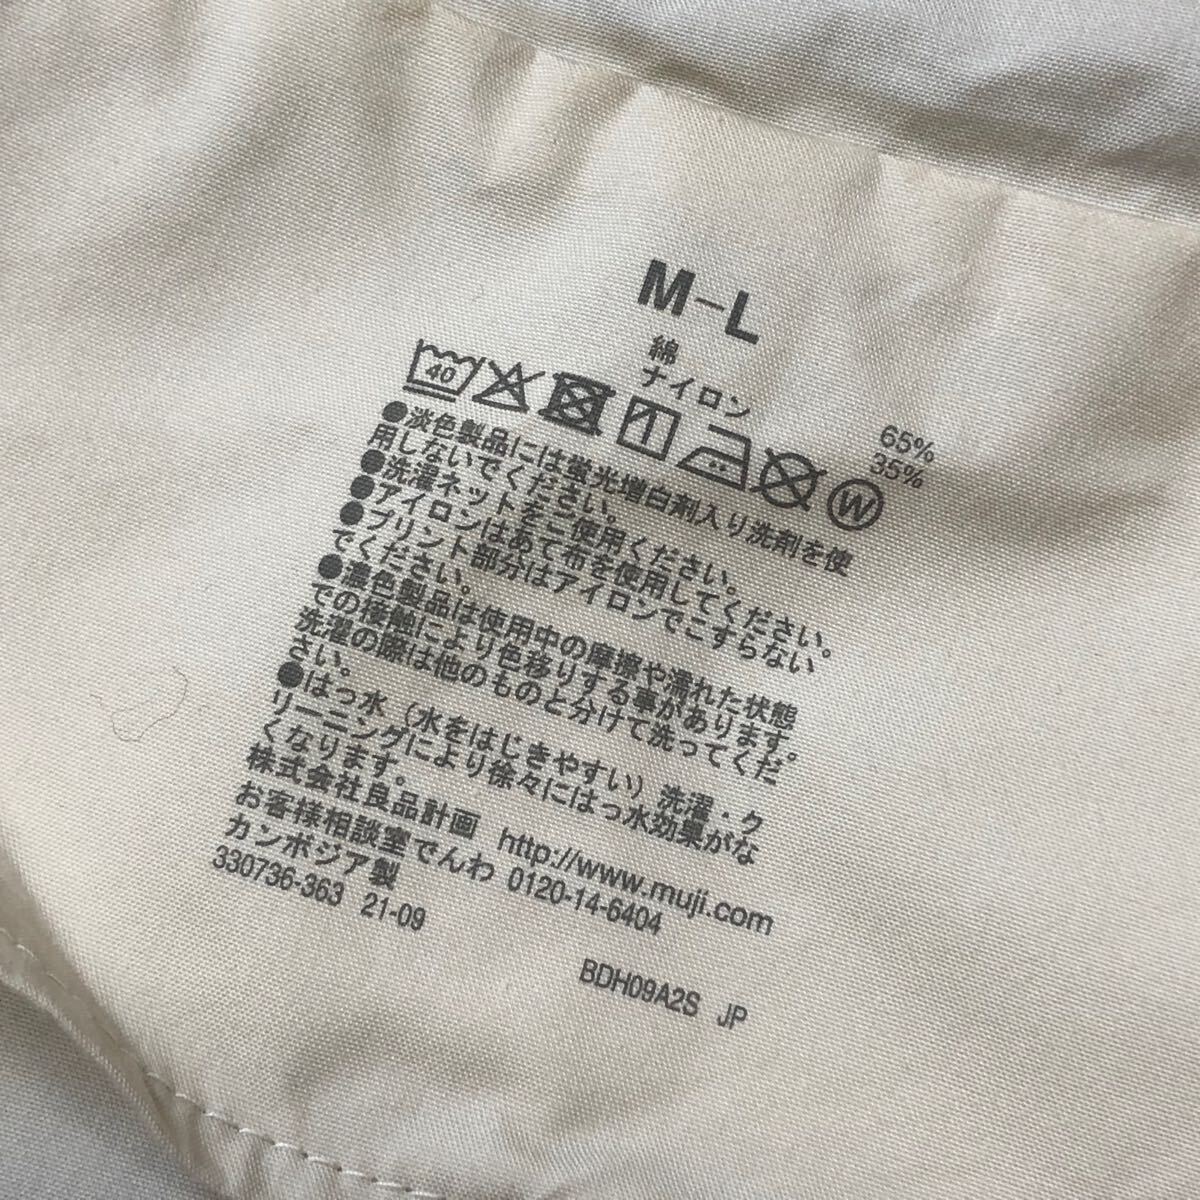 M-L
綿 65%
ナイロン 35%
40
W
●淡色製品には蛍光増白剤入り洗剤を使
用しないでください。
●洗濯ネットをご使用ください。
●アイロンはあて布を使用してください。
●プリント部分はアイロンでこすらない
でください。
●濃色製品は使用中の摩擦や濡れた状態
での接触により色移りする事があります。
洗濯の際は他のものと分けて洗ってくだ
さい。
●はっ水（水をはじきやすい）洗濯・ク
リーニングにより徐々にはっ水効果がな
くなります。
株式会社良品計画 http://www.muji.com
お客様相談室でんわ 0120-14-6404
カンボジア製
330736-363 21-09
BDH09A2S JP